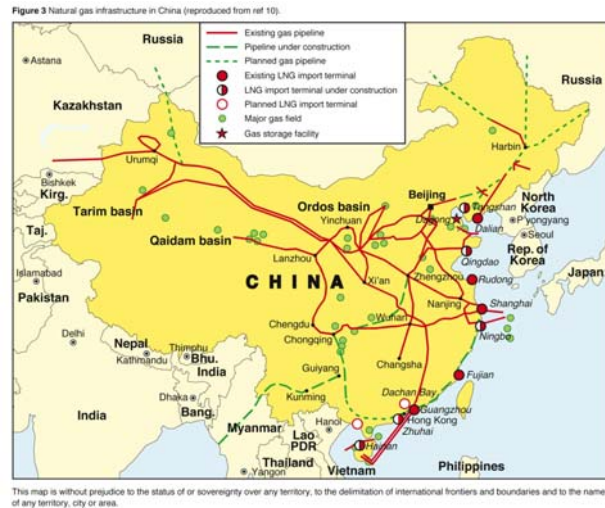 Figure 3 Natural gas infrastructure in China (reproduced from ref 10).
Existing gas pipeline
Pipeline under construction
Planned gas pipeline
Existing LNG import terminal
LNG import terminal under construction
Planned LNG import terminal
Major gas field
Gas storage facility
Russia
Astana
Russia
Kazakhstan
Harbin
Urumqi
Bishkek
Kirg.
Tarim basin
Taj.
Ordos basin
Beijing
North
Korea
Tangshan
Yinchuan
Dalian
P'yongyang
Seoul
Qaidam basin
Rep. of
Korea
Lanzhou
Qingdao
Islamabad
CHINA
Xi'an
Zhengzhou
Rudong
Japan
Pakistan
Nanjing
Shanghai
Delhi
Chengdu
Wuhan
Ningbo
Nepal
Thimphu
Chongqing
Kathmandu
Bhu.
India
Guiyang
Changsha
Fujian
Dhaka
Kunming
Dachan Bay
India
Bang.
Guangzhou
Hong Kong
Myanmar
Hanoi
Zhuhai
Lao
PDR
Hainan
Thailand
Yangon
Vietnam
Philippines
This map is without prejudice to the status of or sovereignty over any territory, to the delimitation of international frontiers and boundaries and to the name
of any territory, city or area.